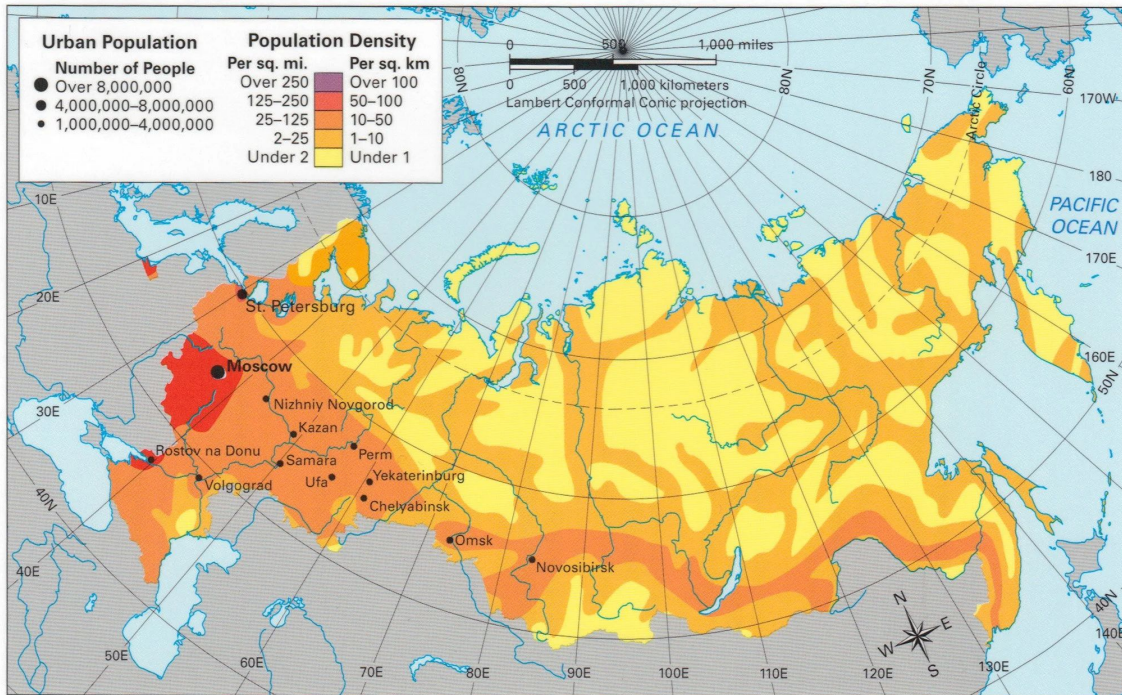 Urban Population
Number of People
Over 8,000,000
4,000,000–8,000,000
1,000,000–4,000,000
Population Density
Per sq. mi. Per sq. km
Over 250 Over 100
125–250 50–100
25–125 10–50
2–25 1–10
Under 2 Under 1
0 500 1,000 miles
0 500 1,000 kilometers
Lambert Conformal Conic projection
80N
80N
70N
Arctic Circle
60N
170W
ARCTIC OCEAN
180
PACIFIC
OCEAN
170E
160E
50N
10E
20E
30E
40N
40E
St. Petersburg
Moscow
Nizhniy Novgorod
Kazan
Rostov na Donu
Perm
Samara
Yekaterinburg
Ufa
Volgograd
Chelyabinsk
Omsk
Novosibirsk
N
W E
S
40N
140E
50E
60E
70E
80E
90E
100E
110E
120E
130E